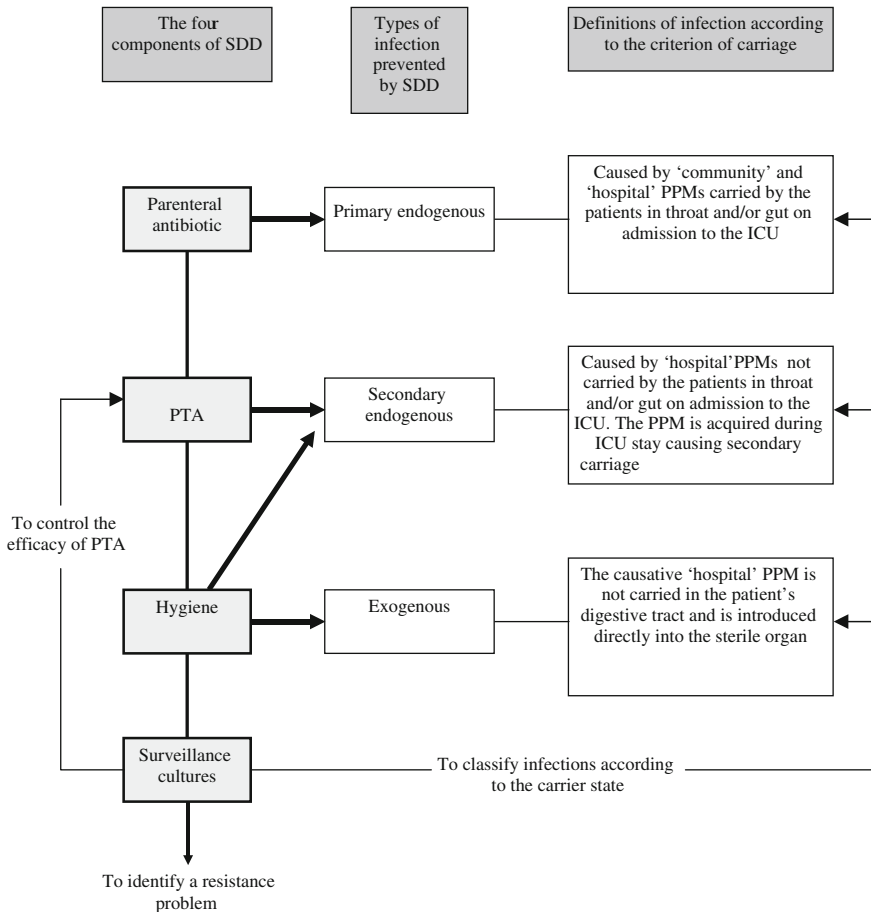 The four
components of SDD
Types of
infection
prevented
by SDD
Definitions of infection according
to the criterion of carriage
Parenteral
antibiotic
Primary endogenous
Caused by ‘community’ and
‘hospital’ PPMs carried by the
patients in throat and/or gut on
admission to the ICU
PTA
Secondary
endogenous
Caused by ‘hospital’PPMs not
carried by the patients in throat
and/or gut on admission to the
ICU. The PPM is acquired during
ICU stay causing secondary
carriage
To control the
efficacy of PTA
Hygiene
Exogenous
The causative ‘hospital’ PPM is
not carried in the patient’s
digestive tract and is introduced
directly into the sterile organ
Surveillance
cultures
To classify infections according
to the carrier state
To identify a resistance
problem